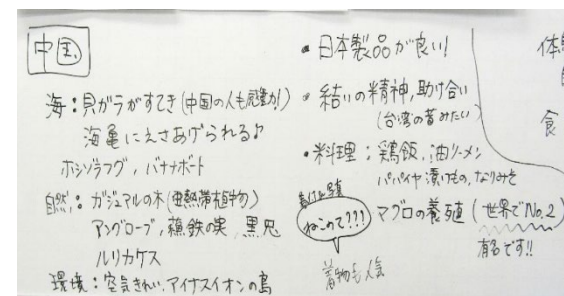 中国
海：貝ガラがすてき(中国の人も感動!)
海亀にえさあげられる♪
ホシゾラフグ，バナナボート
自然：ガジュマルの木(亜熱帯植物)
マングローブ，蘇鉄の実，黒兎
ルリカケス
環境：空気きれい，マイナスイオンの島
・日本製品が良い!
・結いの精神，助け合い
(台湾の昔みたい)
・料理：鶏飯，油ソーメン
パパイヤ漬けもの，なりみそ
ねこのて???
マグロの養殖(世界でNo.2)
有名です!!
着物も人気
体
食